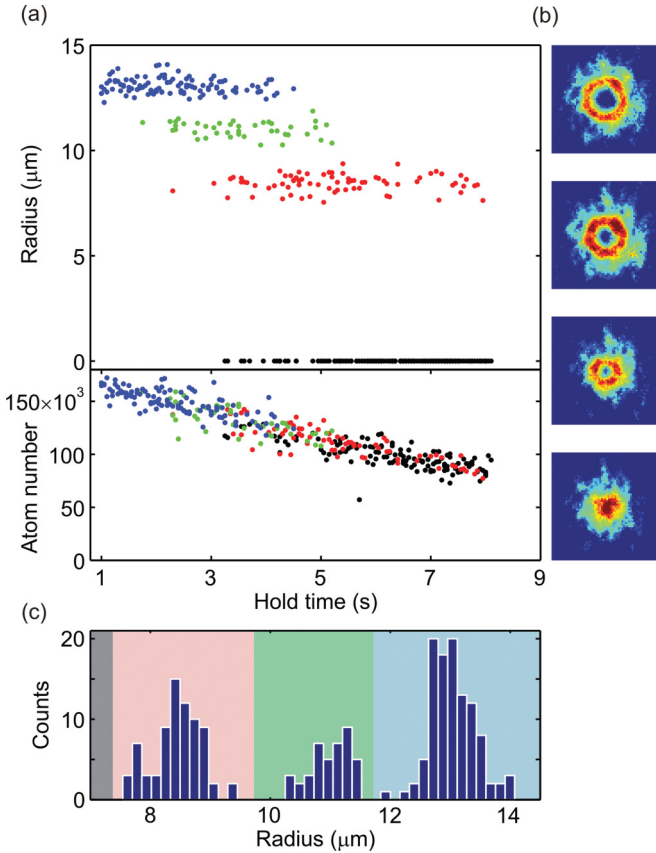 (a)
(b)
15
10
5
0
Radius (μm)
150×10³
100
50
0
Atom number
1
3
5
7
9
Hold time (s)
(c)
20
10
0
Counts
8
10
12
14
Radius (μm)